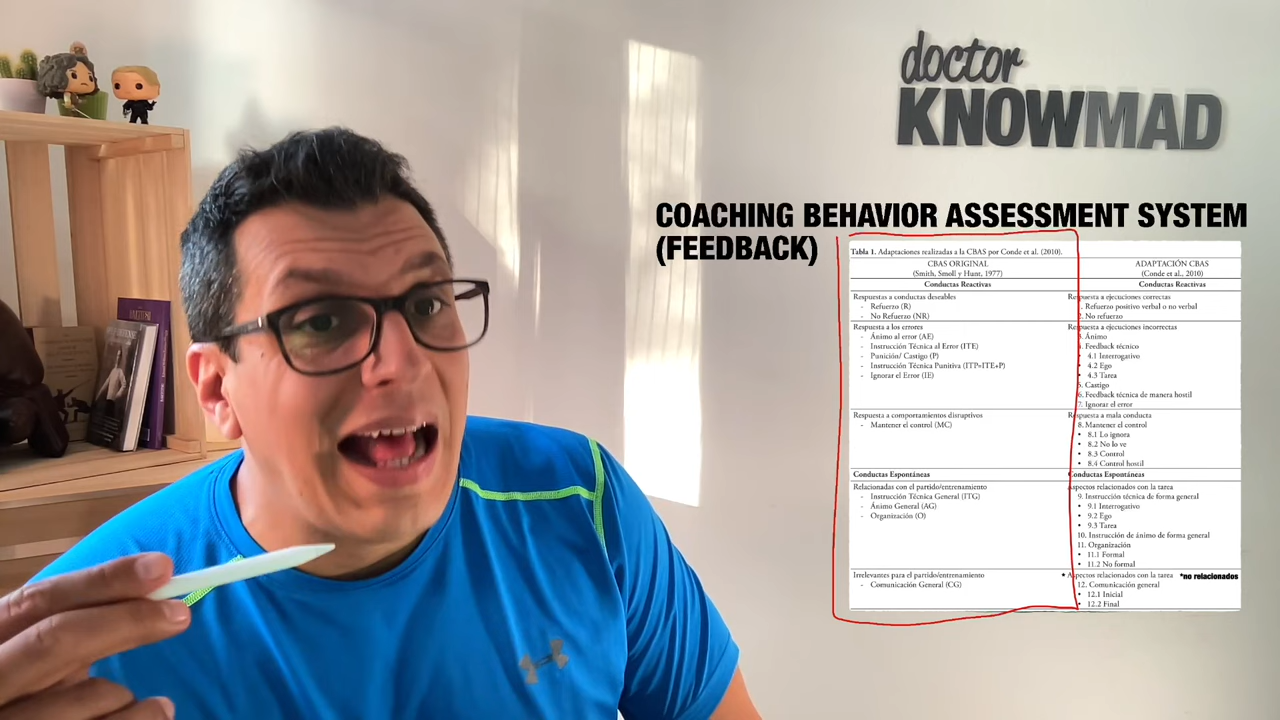 doctor
KNOWMAD
COACHING BEHAVIOR ASSESSMENT SYSTEM
(FEEDBACK)
Tabla 1. Adaptaciones realizadas a la CBAS por Conde et al. (2010).
CBAS ORIGINAL
(Smith, Smoll y Hunt, 1977)
Conductas Reactivas
Respuestas a conductas deseables
- Refuerzo (R)
- No Refuerzo (NR)
Respuesta a los errores
- Ánimo al error (AE)
- Instrucción Técnica al Error (ITE)
- Punición/ Castigo (P)
- Instrucción Técnica Punitiva (ITP=ITE+P)
- Ignorar el Error (IE)
Respuesta a comportamientos disruptivos
- Mantener el control (MC)
Conductas Espontáneas
Relacionadas con el partido/entrenamiento
- Instrucción Técnica General (ITG)
- Ánimo General (AG)
- Organización (O)
Irrelevantes para el partido/entrenamiento
- Comunicación General (CG)
ADAPTACIÓN CBAS
(Conde et al., 2010)
Conductas Reactivas
Respuesta a ejecuciones correctas
1. Refuerzo positivo verbal o no verbal
2. No refuerzo
Respuesta a ejecuciones incorrectas
3. Ánimo
4. Feedback técnico
• 4.1 Interrogativo
• 4.2 Ego
• 4.3 Tarea
5. Castigo
6. Feedback técnica de manera hostil
7. Ignorar el error
Respuesta a mala conducta
8. Mantener el control
• 8.1 Lo ignora
• 8.2 No lo ve
• 8.3 Control
• 8.4 Control hostil
Conductas Espontáneas
Aspectos relacionados con la tarea
9. Instrucción técnica de forma general
• 9.1 Interrogativo
• 9.2 Ego
• 9.3 Tarea
10. Instrucción de ánimo de forma general
11. Organización
• 11.1 Formal
• 11.2 No formal
* Aspectos relacionados con la tarea *no relacionados
12. Comunicación general
• 12.1 Inicial
• 12.2 Final